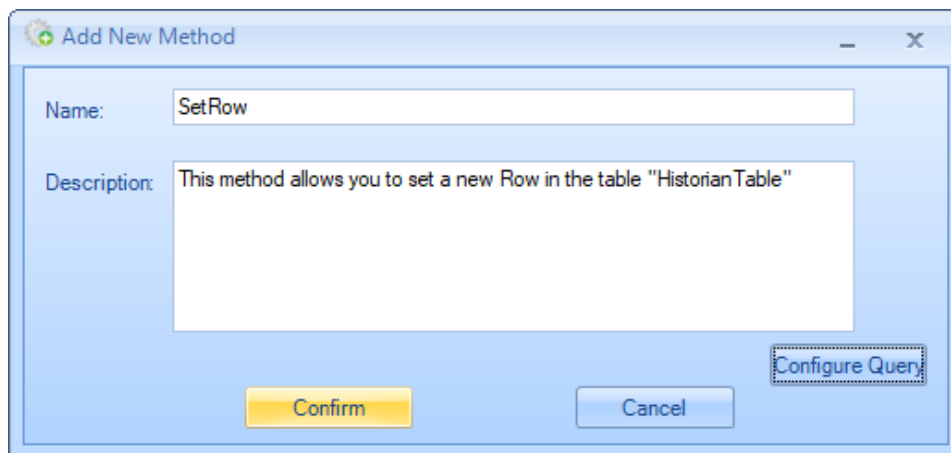 Add New Method
Name:
SetRow
Description:
This method allows you to set a new Row in the table "HistorianTable"
Configure Query
Confirm
Cancel